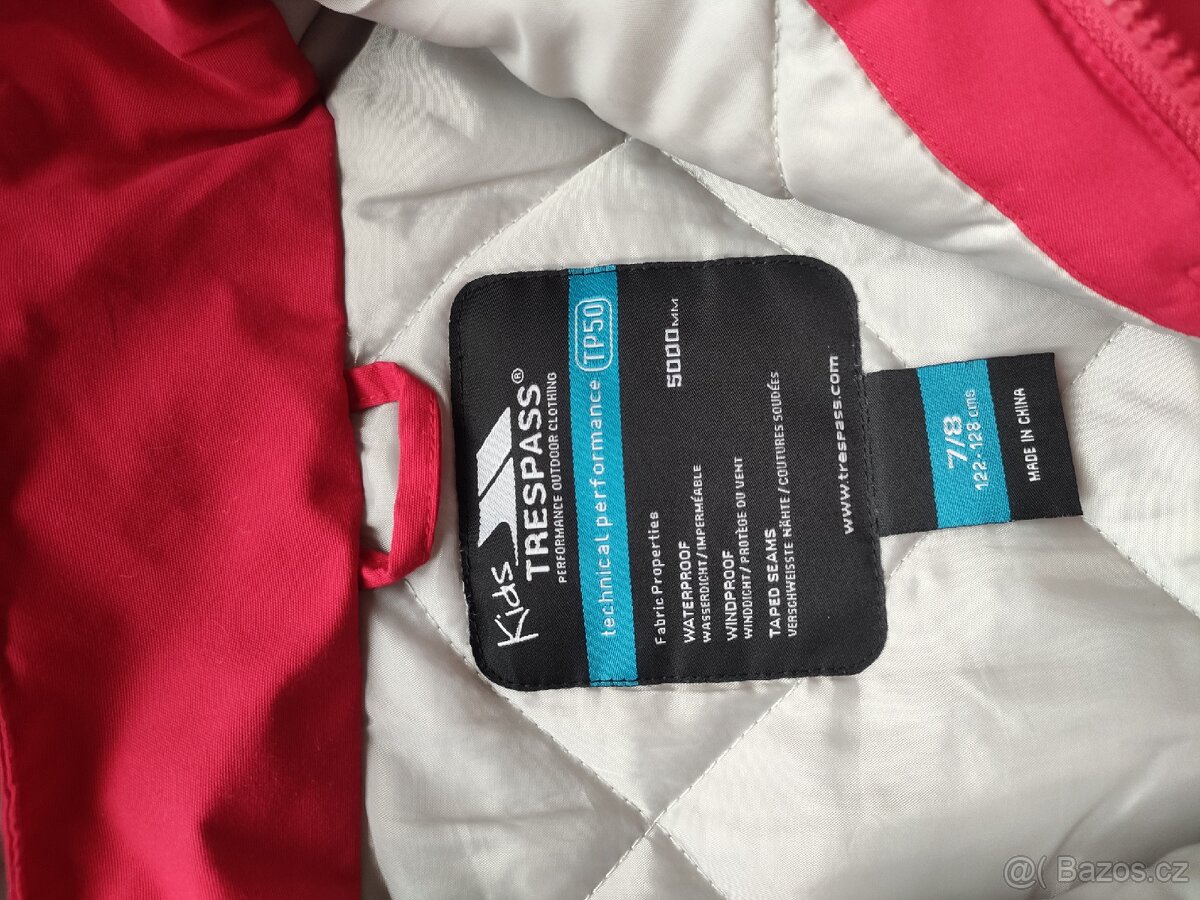 Kids
TRESPASS®
PERFORMANCE OUTDOOR CLOTHING
technical performance TP50
Fabric Properties 5000MM
WATERPROOF
WASSERDICHT/IMPERMÉABLE
WINDPROOF
WINDDICHT/PROTÈGE DU VENT
TAPED SEAMS
VERSCHWEISSTE NÄHTE/COUTURES SOUDÉES
www.trespass.com
7/8
122-128 cms
MADE IN CHINA
@( Bazos.cz